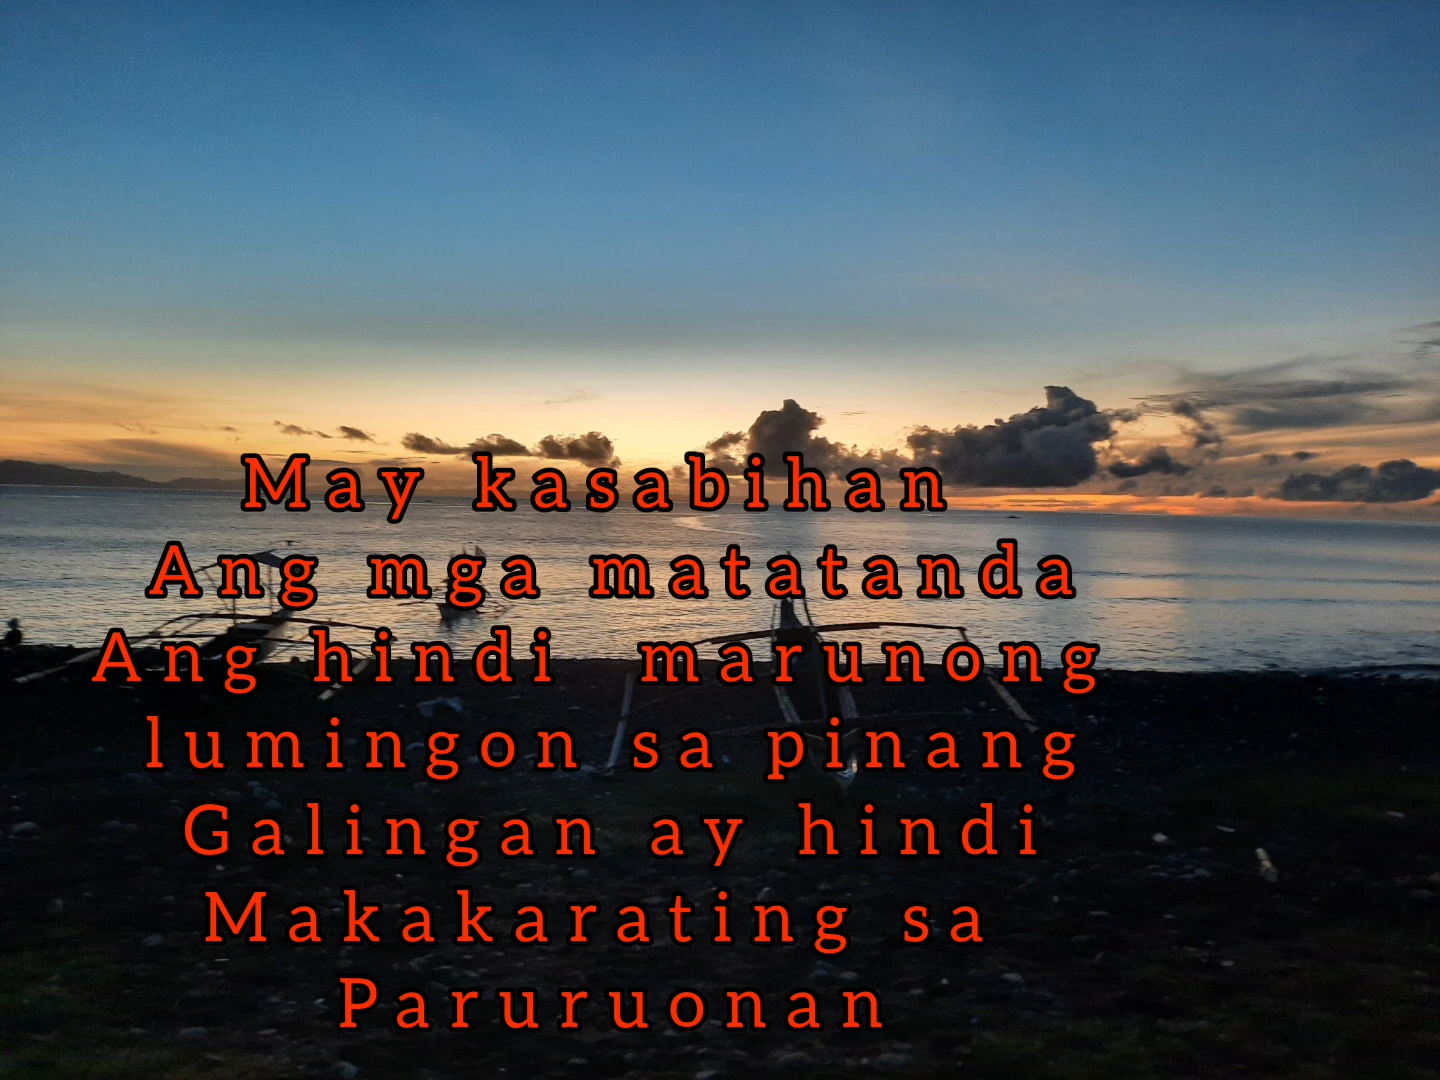 May kasabihan
Ang mga matatanda
Ang hindi marunong
lumingon sa pinang
Galingan ay hindi
Makakarating sa
Paruruonan